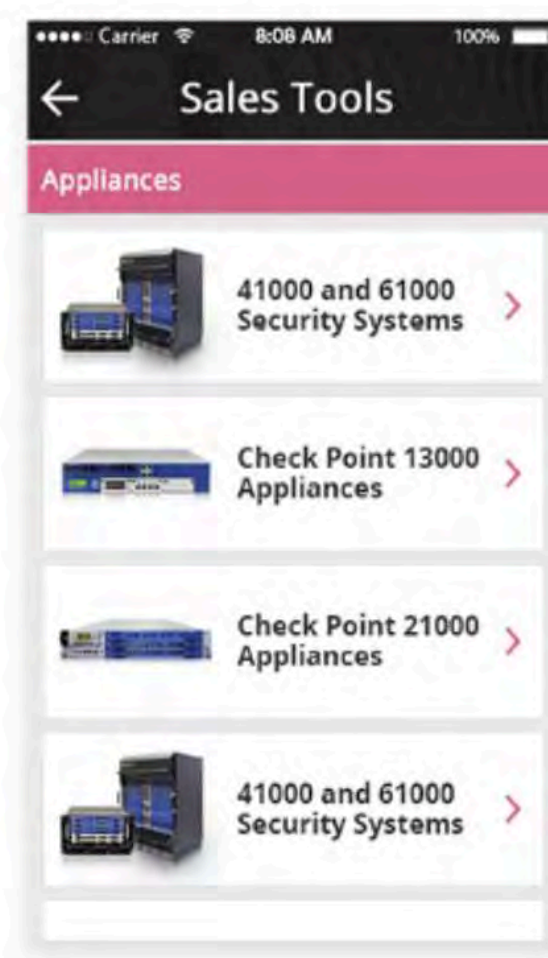 Carrier 8:08 AM 100%
Sales Tools
Appliances
41000 and 61000
Security Systems
Check Point 13000
Appliances
Check Point 21000
Appliances
41000 and 61000
Security Systems